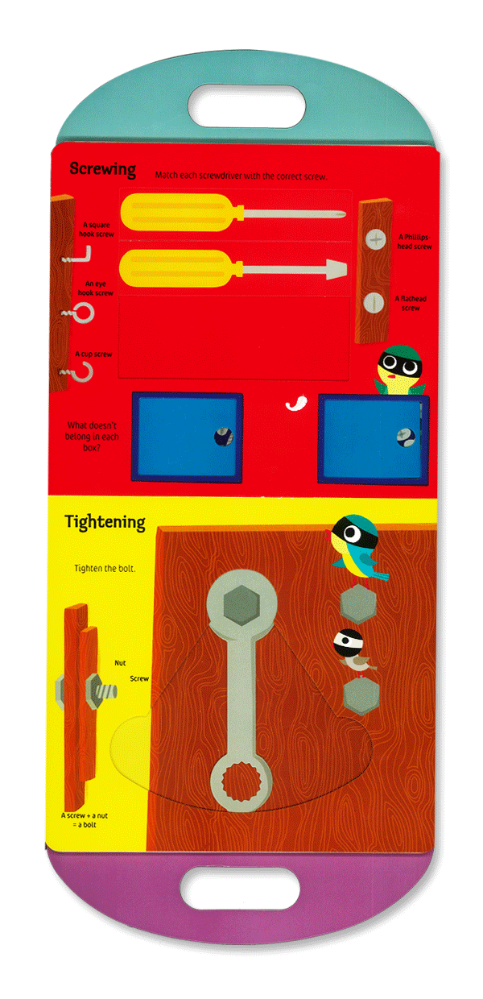 Screwing
Match each screwdriver with the correct screw.
A square
hook screw
An eye
hook screw
A cup screw
A Phillips-
head screw
A flathead
screw
What doesn't
belong in each
box?
Tightening
Tighten the bolt.
Nut
Screw
A screw + a nut
= a bolt